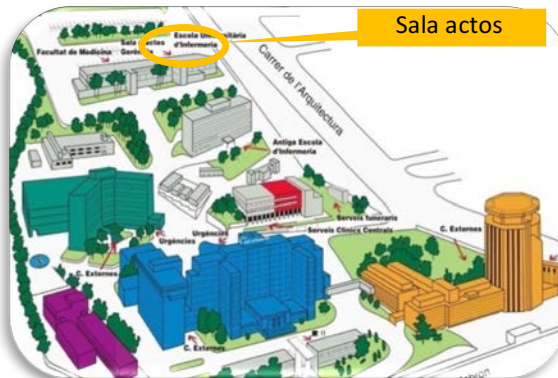 Sala actos
Escola Universitària
d'Infermeria
Sala d'actes
Gerència
Facultat de Medicina
Carrer de l'Arquitectura
Antiga Escola
d'Infermeria
Serveis funeraris
Serveis Clínics Centrals
Urgències
Urgències
C. Externes
C. Externes
C. Externes